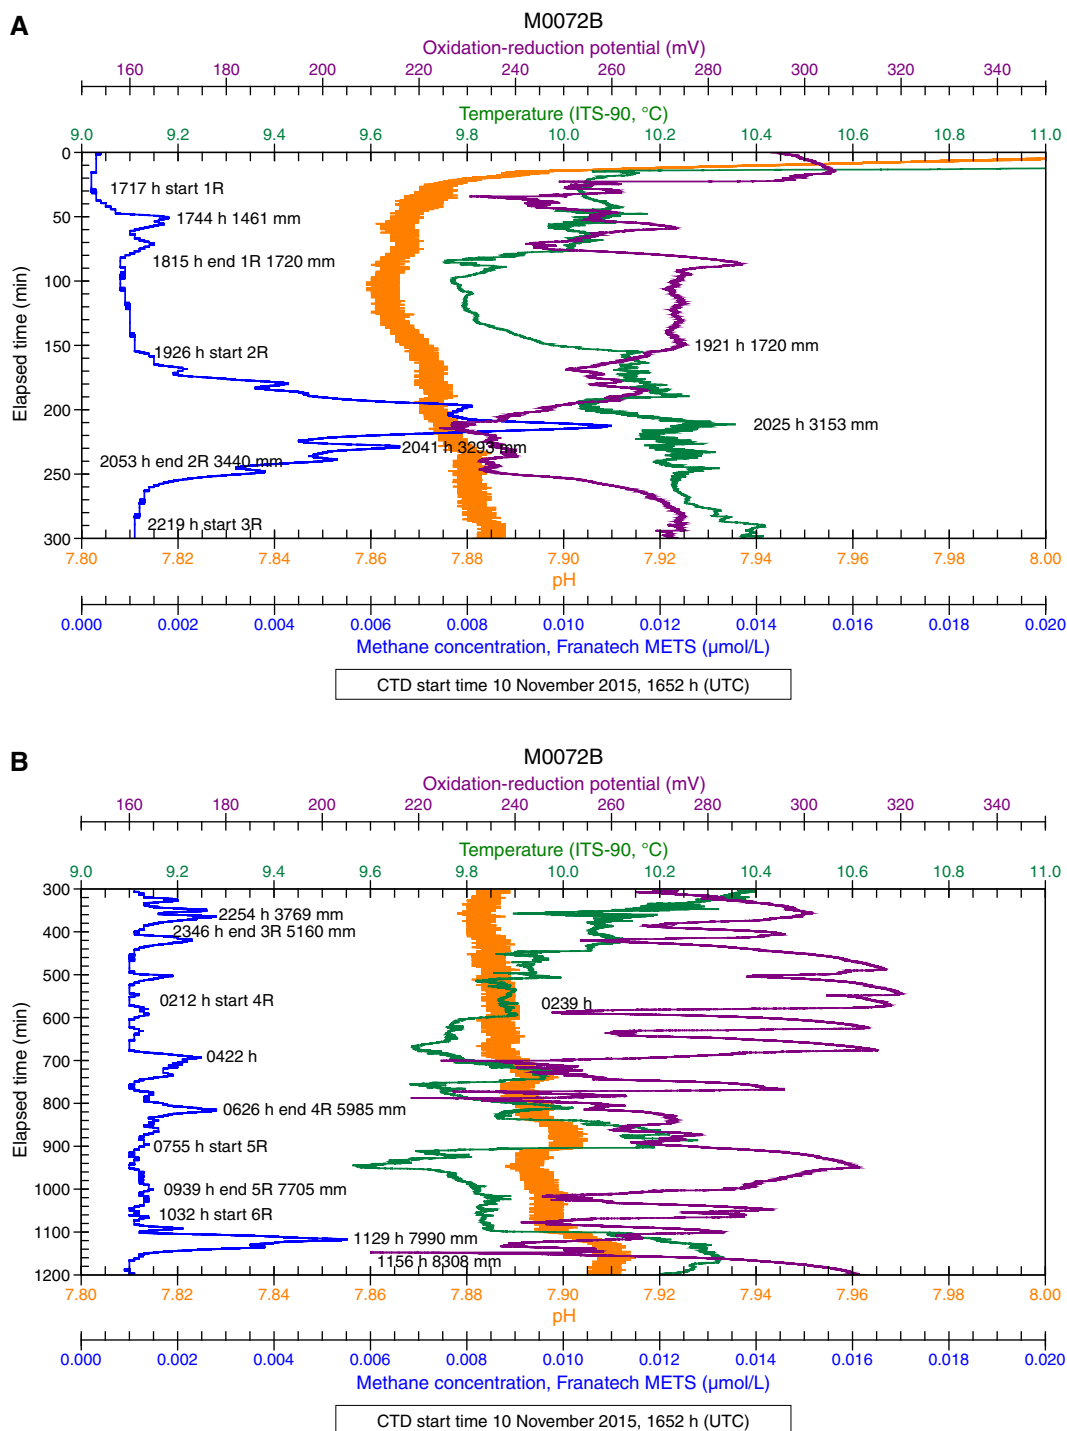 A
M0072B
Oxidation-reduction potential (mV)
160 180 200 220 240 260 280 300 320 340
Temperature (ITS-90, °C)
9.0 9.2 9.4 9.6 9.8 10.0 10.2 10.4 10.6 10.8 11.0
0
1717 h start 1R
50
1744 h 1461 mm
1815 h end 1R 1720 mm
100
150
1926 h start 2R
1921 h 1720 mm
200
2025 h 3153 mm
2041 h 3293 mm
2053 h end 2R 3440 mm
250
2219 h start 3R
300
Elapsed time (min)
7.80 7.82 7.84 7.86 7.88 7.90 7.92 7.94 7.96 7.98 8.00
pH
0.000 0.002 0.004 0.006 0.008 0.010 0.012 0.014 0.016 0.018 0.020
Methane concentration, Franatech METS (µmol/L)
CTD start time 10 November 2015, 1652 h (UTC)
B
M0072B
Oxidation-reduction potential (mV)
160 180 200 220 240 260 280 300 320 340
Temperature (ITS-90, °C)
9.0 9.2 9.4 9.6 9.8 10.0 10.2 10.4 10.6 10.8 11.0
300
2254 h 3769 mm
400
2346 h end 3R 5160 mm
500
0212 h start 4R
0239 h
600
700
0422 h
800
0626 h end 4R 5985 mm
900
0755 h start 5R
1000
0939 h end 5R 7705 mm
1032 h start 6R
1100
1129 h 7990 mm
1156 h 8308 mm
1200
Elapsed time (min)
7.80 7.82 7.84 7.86 7.88 7.90 7.92 7.94 7.96 7.98 8.00
pH
0.000 0.002 0.004 0.006 0.008 0.010 0.012 0.014 0.016 0.018 0.020
Methane concentration, Franatech METS (µmol/L)
CTD start time 10 November 2015, 1652 h (UTC)